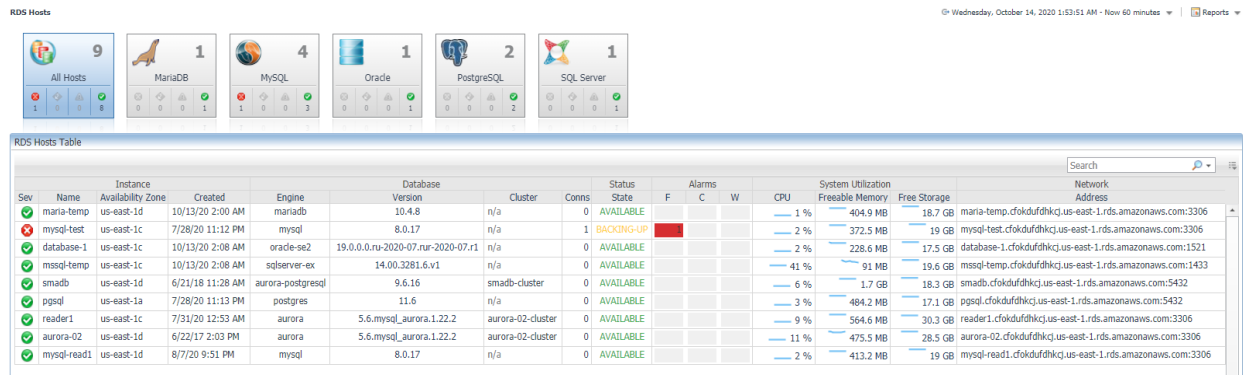 RDS Hosts
Wednesday, October 14, 2020 1:53:51 AM - Now 60 minutes Reports
9 1 4 1 2 1
All Hosts MariaDB MySQL Oracle PostgreSQL SQL Server
1 0 0 8 0 0 0 1 1 0 0 3 0 0 0 1 0 0 0 2 0 0 0 1
RDS Hosts Table
Search
Instance Database Status Alarms System Utilization Network
Sev Name Availability Zone Created Engine Version Cluster Conns State F C W CPU Freeable Memory Free Storage Address
maria-temp us-east-1d 10/13/20 2:00 AM mariadb 10.4.8 n/a 0 AVAILABLE 1 % 404.9 MB 18.7 GB maria-temp.cfokdufdhkcj.us-east-1.rds.amazonaws.com:3306
mysql-test us-east-1c 7/28/20 11:12 PM mysql 8.0.17 n/a 1 BACKING-UP 1 2 % 372.5 MB 19 GB mysql-test.cfokdufdhkcj.us-east-1.rds.amazonaws.com:3306
database-1 us-east-1c 10/13/20 2:08 AM oracle-se2 19.0.0.0.ru-2020-07.rur-2020-07.r1 n/a 0 AVAILABLE 2 % 228.6 MB 17.5 GB database-1.cfokdufdhkcj.us-east-1.rds.amazonaws.com:1521
mssql-temp us-east-1c 10/13/20 2:08 AM sqlserver-ex 14.00.3281.6.v1 n/a 0 AVAILABLE 41 % 91 MB 19.6 GB mssql-temp.cfokdufdhkcj.us-east-1.rds.amazonaws.com:1433
smadb us-east-1d 6/21/18 11:28 AM aurora-postgresql 9.6.16 smadb-cluster 0 AVAILABLE 6 % 1.7 GB 18.3 GB smadb.cfokdufdhkcj.us-east-1.rds.amazonaws.com:5432
pgsql us-east-1a 7/28/20 11:13 PM postgres 11.6 n/a 0 AVAILABLE 3 % 484.2 MB 17.1 GB pgsql.cfokdufdhkcj.us-east-1.rds.amazonaws.com:5432
reader1 us-east-1c 7/31/20 12:53 AM aurora 5.6.mysql_aurora.1.22.2 aurora-02-cluster 0 AVAILABLE 9 % 564.6 MB 30.3 GB reader1.cfokdufdhkcj.us-east-1.rds.amazonaws.com:3306
aurora-02 us-east-1d 6/22/17 2:03 PM aurora 5.6.mysql_aurora.1.22.2 aurora-02-cluster 0 AVAILABLE 11 % 475.5 MB 28.5 GB aurora-02.cfokdufdhkcj.us-east-1.rds.amazonaws.com:3306
mysql-read1 us-east-1d 8/7/20 9:51 PM mysql 8.0.17 n/a 0 AVAILABLE 2 % 413.2 MB 19 GB mysql-read1.cfokdufdhkcj.us-east-1.rds.amazonaws.com:3306